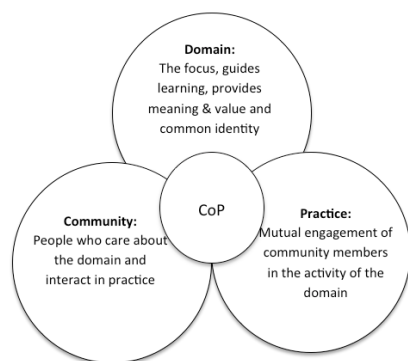 Domain:
The focus, guides
learning, provides
meaning & value and
common identity
CoP
Community:
People who care about
the domain and
interact in practice
Practice:
Mutual engagement of
community members
in the activity of the
domain